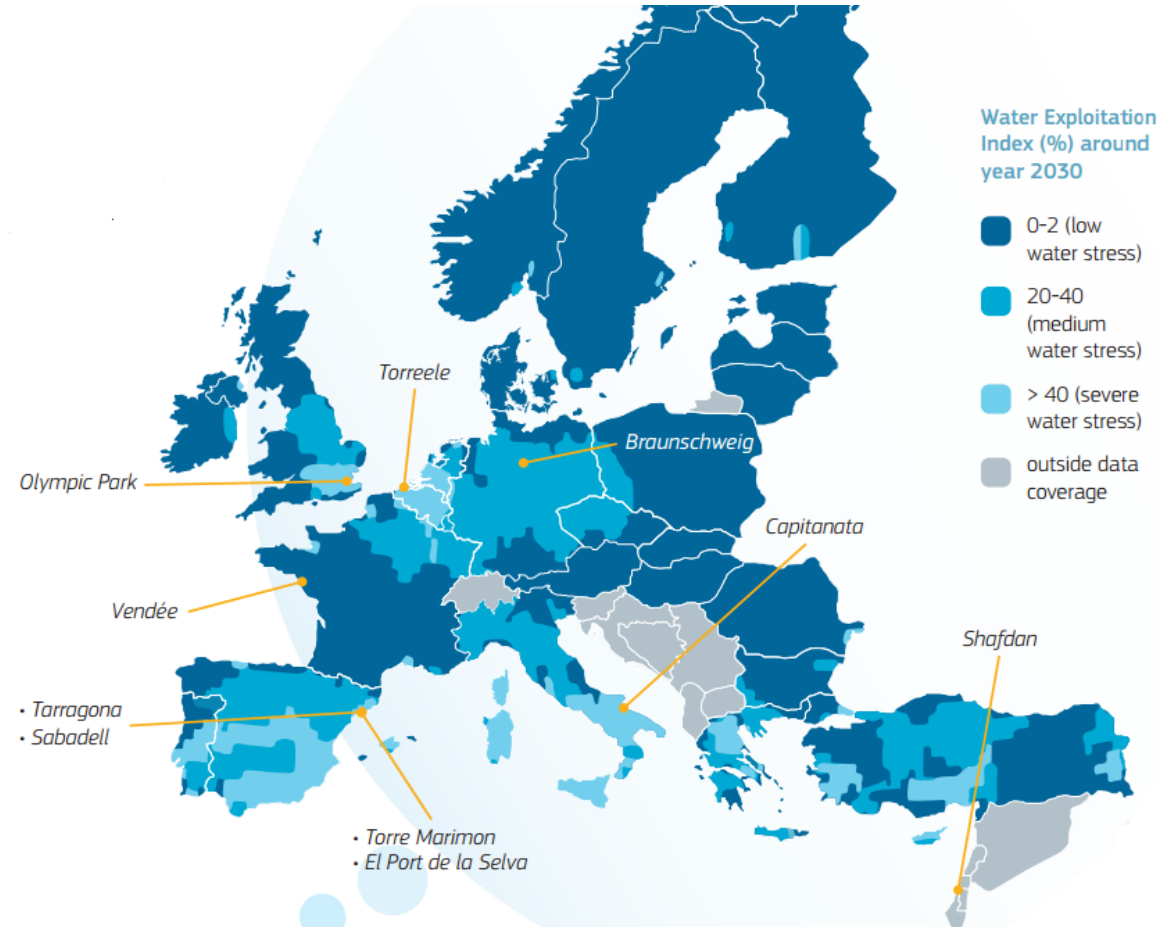 Water Exploitation
Index (%) around
year 2030
0-2 (low
water stress)
20-40
(medium
water stress)
> 40 (severe
water stress)
outside data
coverage
Torreele
Braunschweig
Olympic Park
Capitanata
Vendée
Shafdan
• Tarragona
• Sabadell
• Torre Marimon
• El Port de la Selva